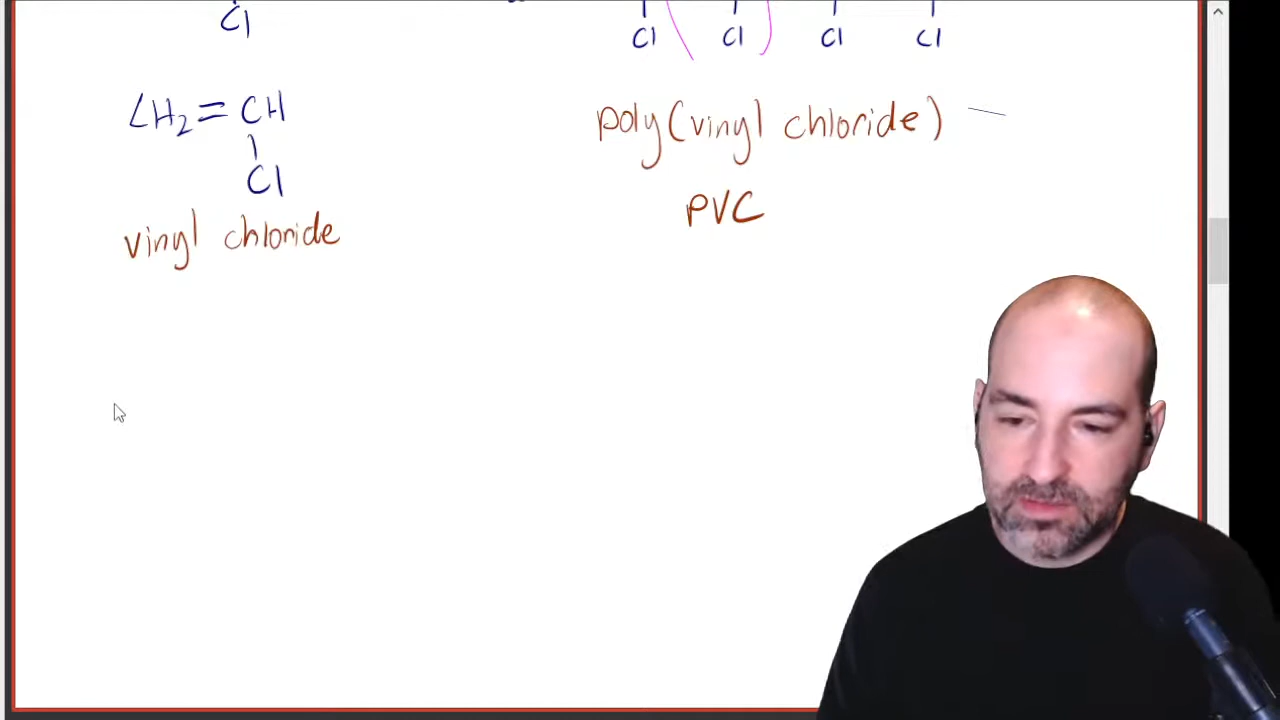 Cl
Cl Cl Cl Cl
CH2=CH
Cl
vinyl chloride
poly(vinyl chloride)
PVC